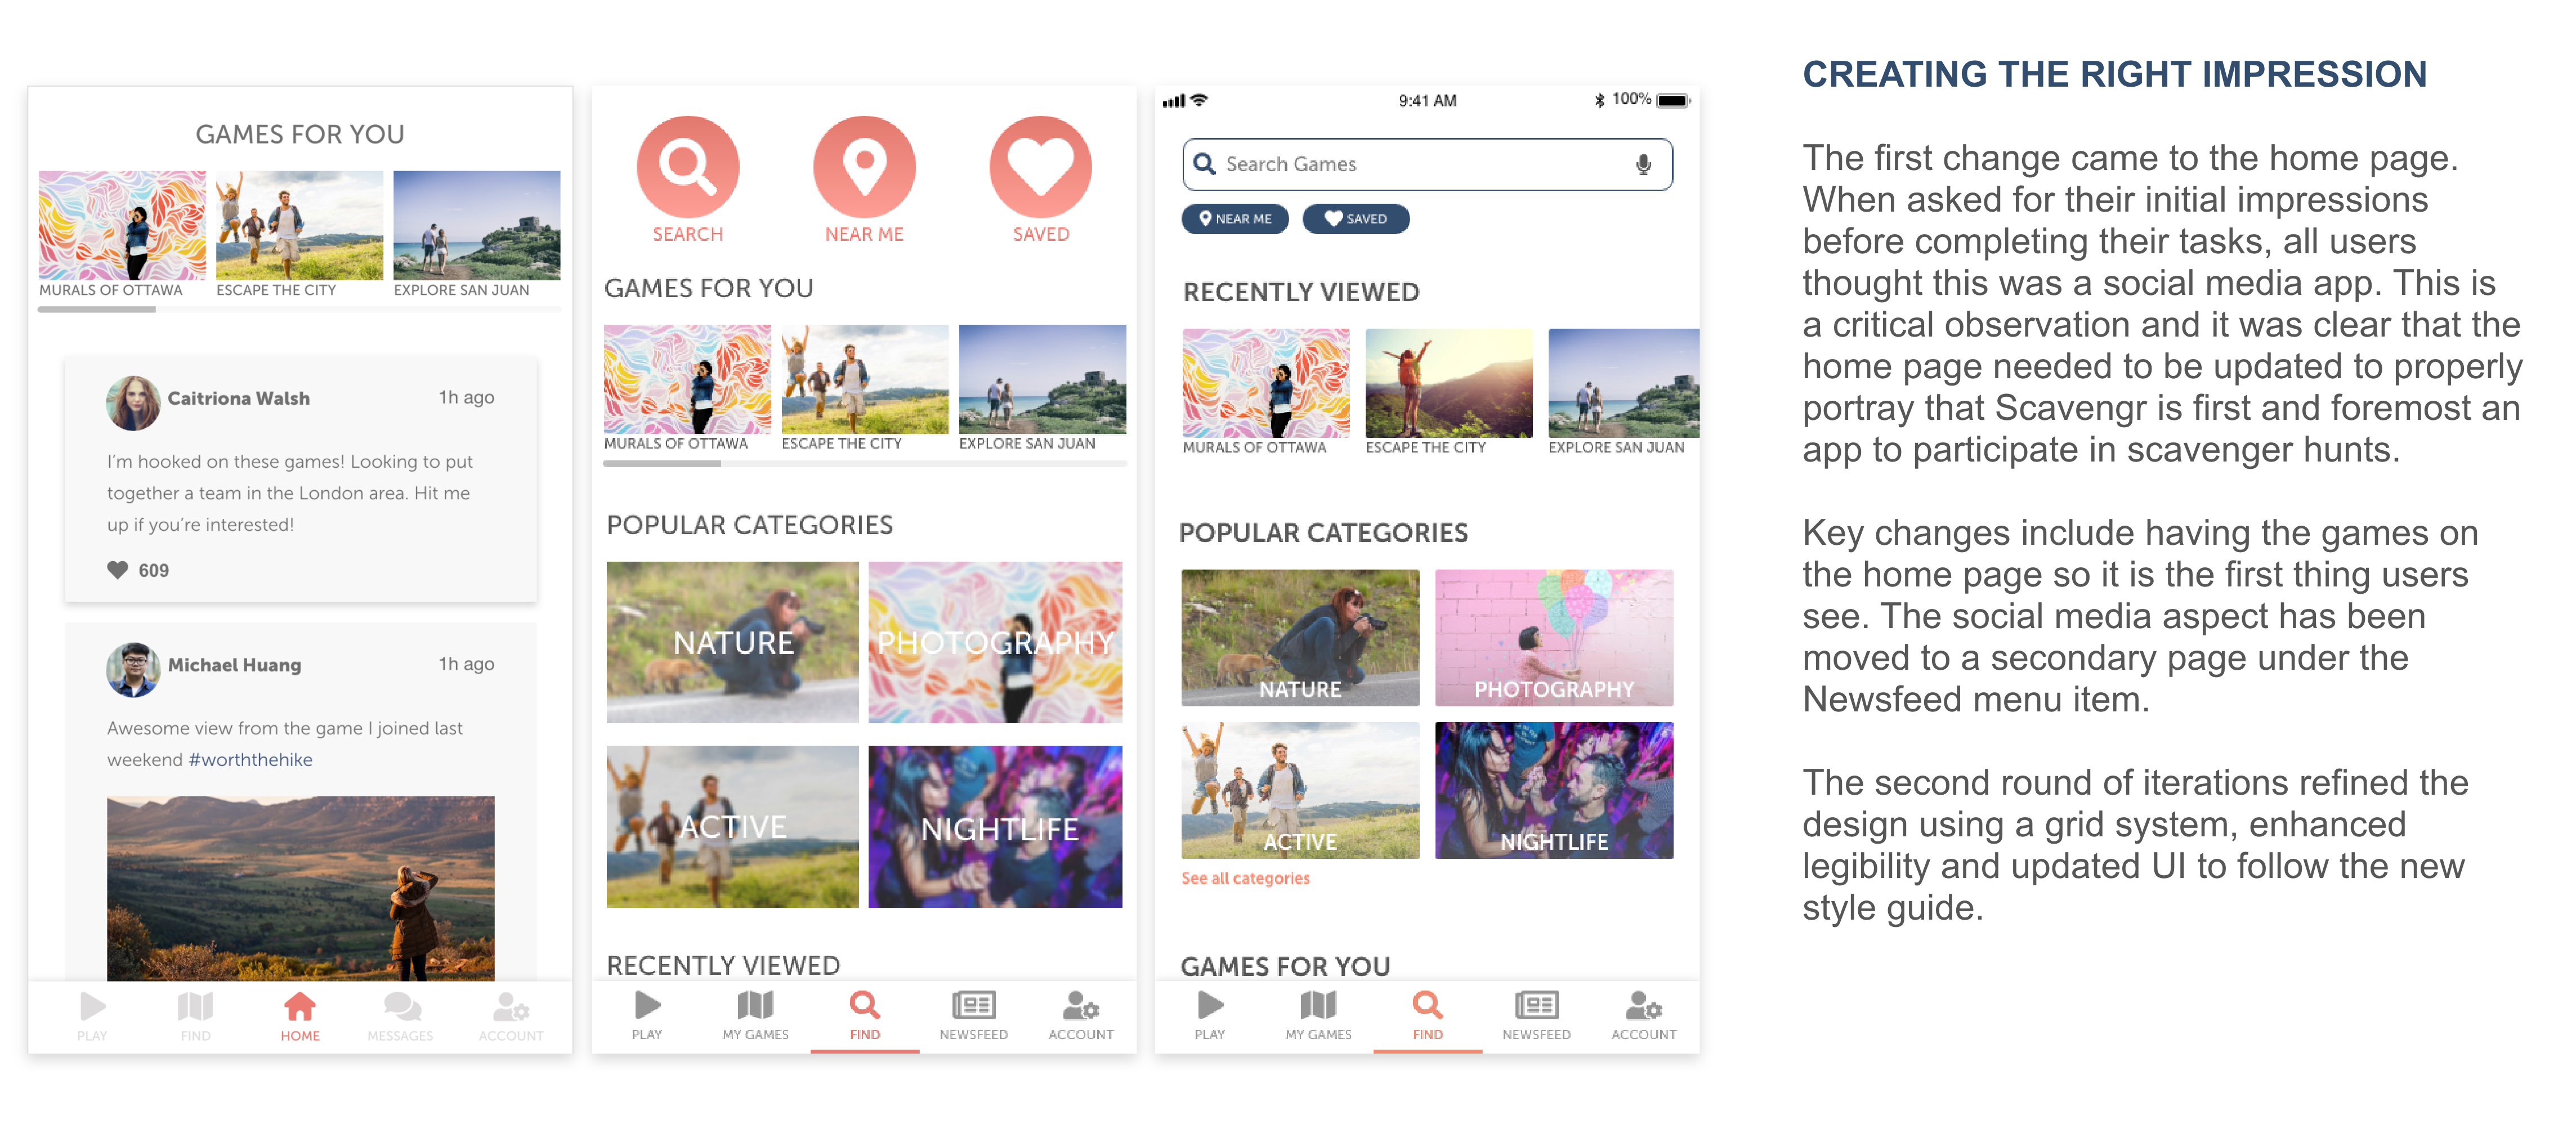 GAMES FOR YOU
MURALS OF OTTAWA
ESCAPE THE CITY
EXPLORE SAN JUAN
Caitriona Walsh
1h ago
I'm hooked on these games! Looking to put
together a team in the London area. Hit me
up if you're interested!
609
Michael Huang
1h ago
Awesome view from the game I joined last
weekend #worththehike
PLAY
FIND
HOME
MESSAGES
ACCOUNT
SEARCH
NEAR ME
SAVED
GAMES FOR YOU
MURALS OF OTTAWA
ESCAPE THE CITY
EXPLORE SAN JUAN
POPULAR CATEGORIES
NATURE
PHOTOGRAPHY
ACTIVE
NIGHTLIFE
RECENTLY VIEWED
PLAY
MY GAMES
FIND
NEWSFEED
ACCOUNT
9:41 AM
100%
Search Games
NEAR ME
SAVED
RECENTLY VIEWED
MURALS OF OTTAWA
ESCAPE THE CITY
EXPLORE SAN JUAN
POPULAR CATEGORIES
NATURE
PHOTOGRAPHY
ACTIVE
NIGHTLIFE
See all categories
GAMES FOR YOU
PLAY
MY GAMES
FIND
NEWSFEED
ACCOUNT
CREATING THE RIGHT IMPRESSION
The first change came to the home page.
When asked for their initial impressions
before completing their tasks, all users
thought this was a social media app. This is
a critical observation and it was clear that the
home page needed to be updated to properly
portray that Scavengr is first and foremost an
app to participate in scavenger hunts.
Key changes include having the games on
the home page so it is the first thing users
see. The social media aspect has been
moved to a secondary page under the
Newsfeed menu item.
The second round of iterations refined the
design using a grid system, enhanced
legibility and updated UI to follow the new
style guide.